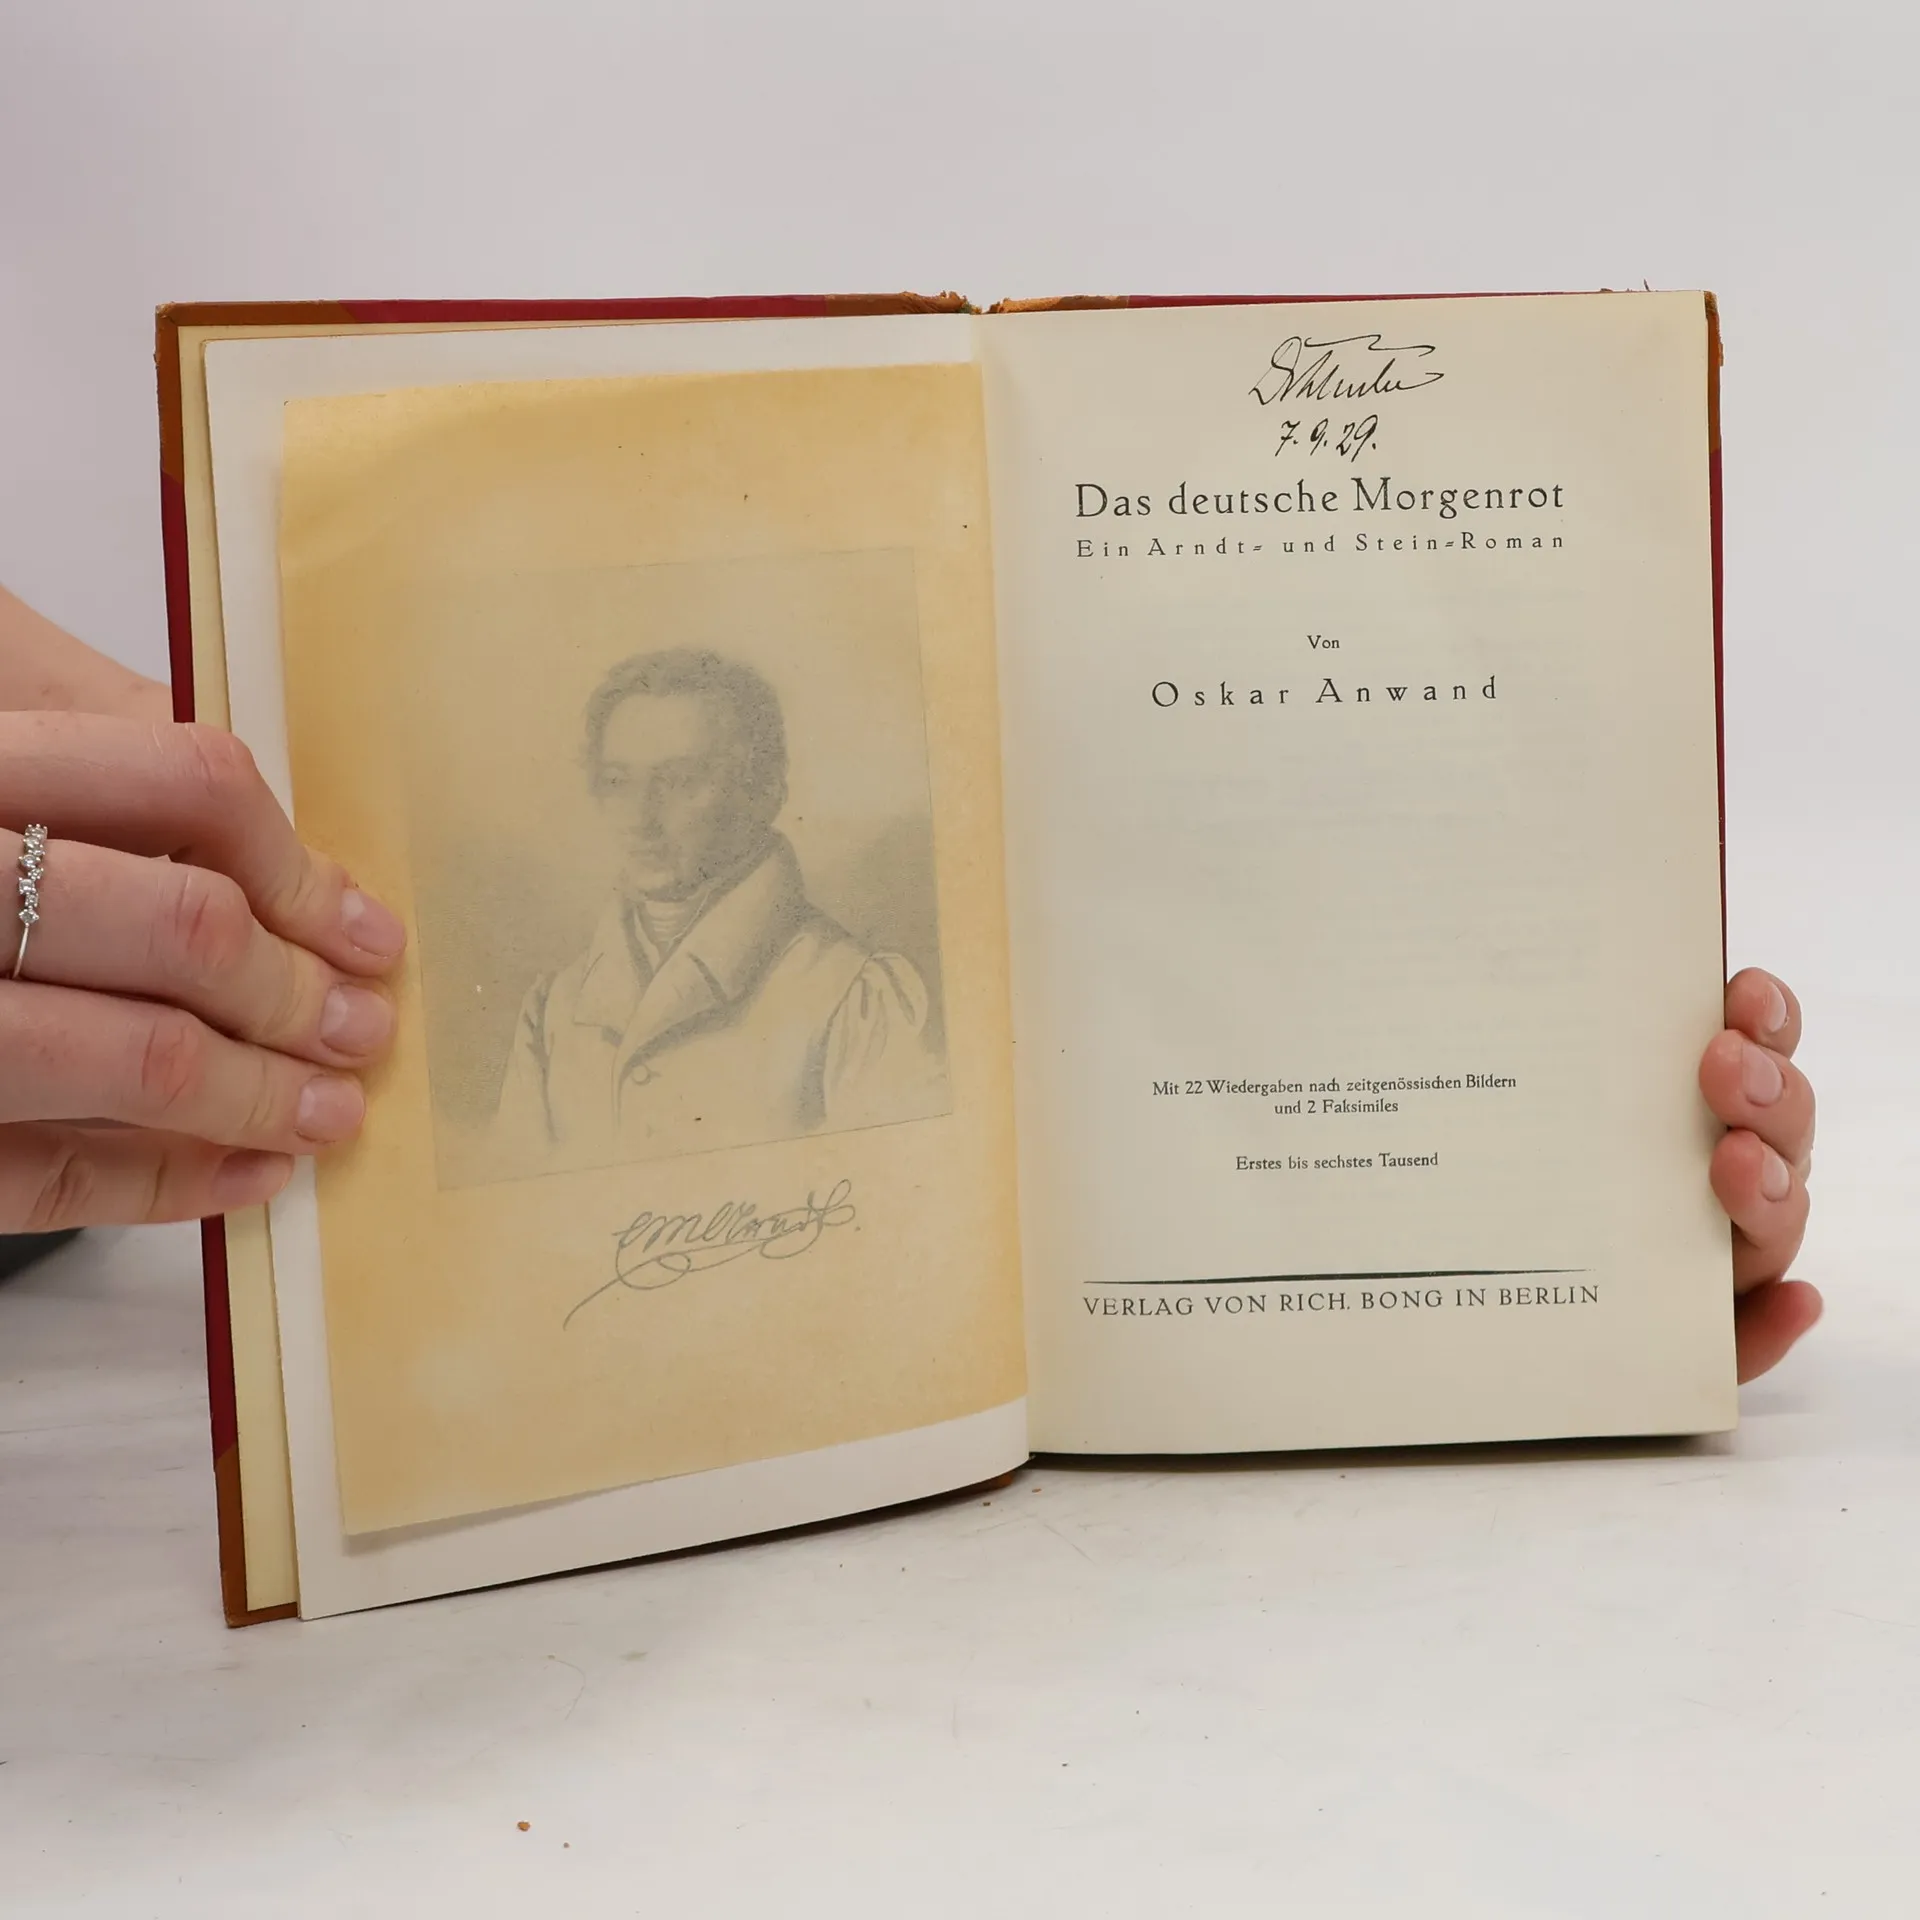 EMArndt.
7. 9. 29.
Das deutsche Morgenrot
Ein Arndt= und Stein=Roman
Von
Oskar Anwand
Mit 22 Wiedergaben nach zeitgenössischen Bildern
und 2 Faksimiles
Erstes bis sechstes Tausend
VERLAG VON RICH. BONG IN BERLIN